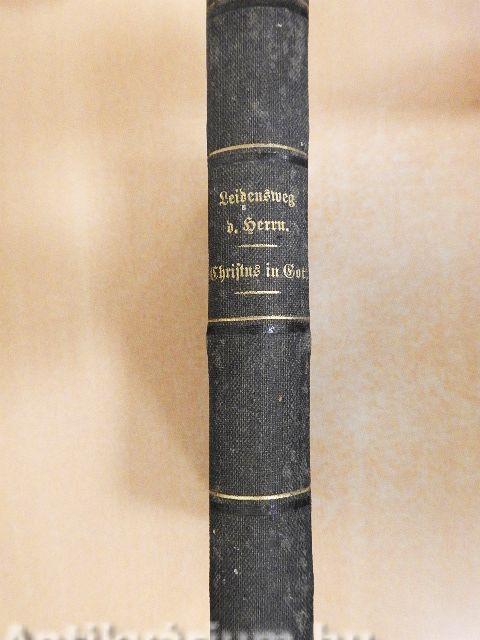 Leidensweg
d. Herrn.
Christus in Got